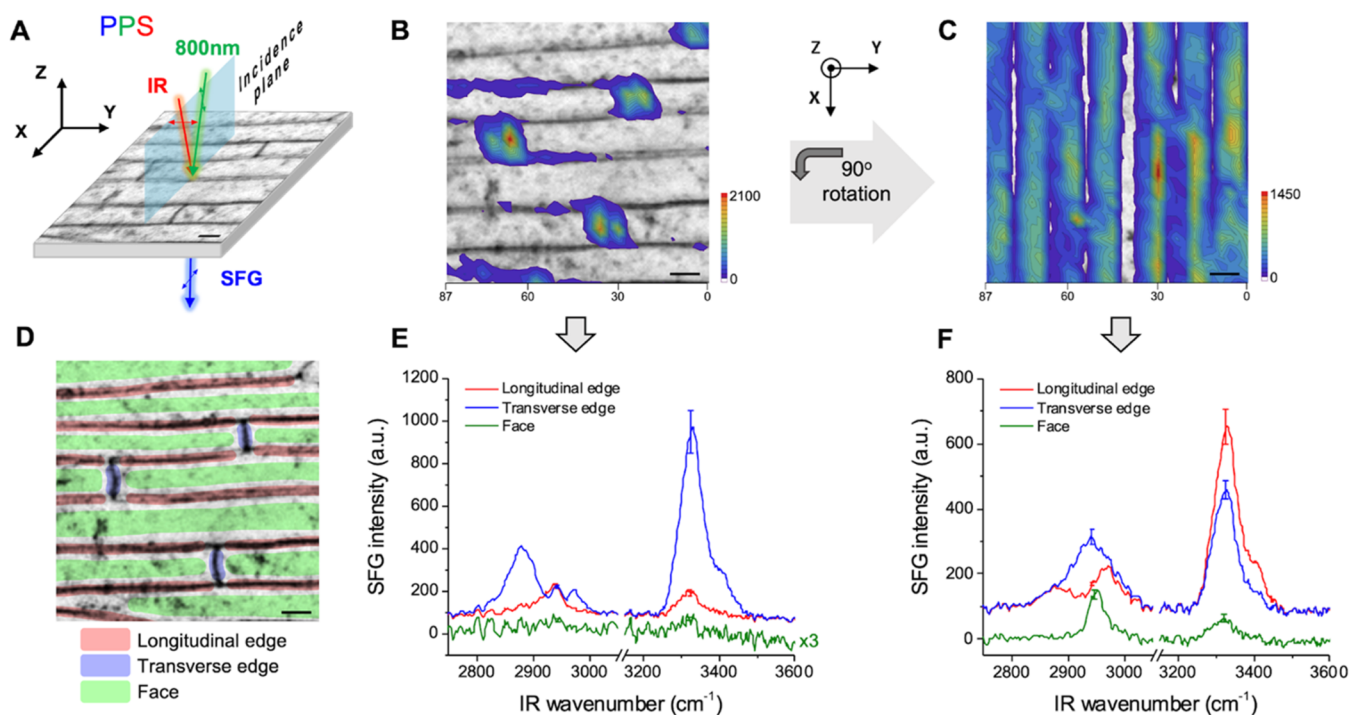 A
PPS
800nm
IR
Incidence
plane
Z
Y
X
SFG
B
2100
0
87
60
30
0
Z
Y
X
90o
rotation
C
1450
0
87
60
30
0
D
Longitudinal edge
Transverse edge
Face
E
Longitudinal edge
Transverse edge
Face
1200
1000
800
600
400
200
0
x3
SFG intensity (a.u.)
2800
3000
3200
3400
3600
IR wavenumber (cm⁻¹)
F
Longitudinal edge
Transverse edge
Face
800
600
400
200
0
SFG intensity (a.u.)
2800
2900
3000
3200
3300
3400
3600
IR wavenumber (cm⁻¹)